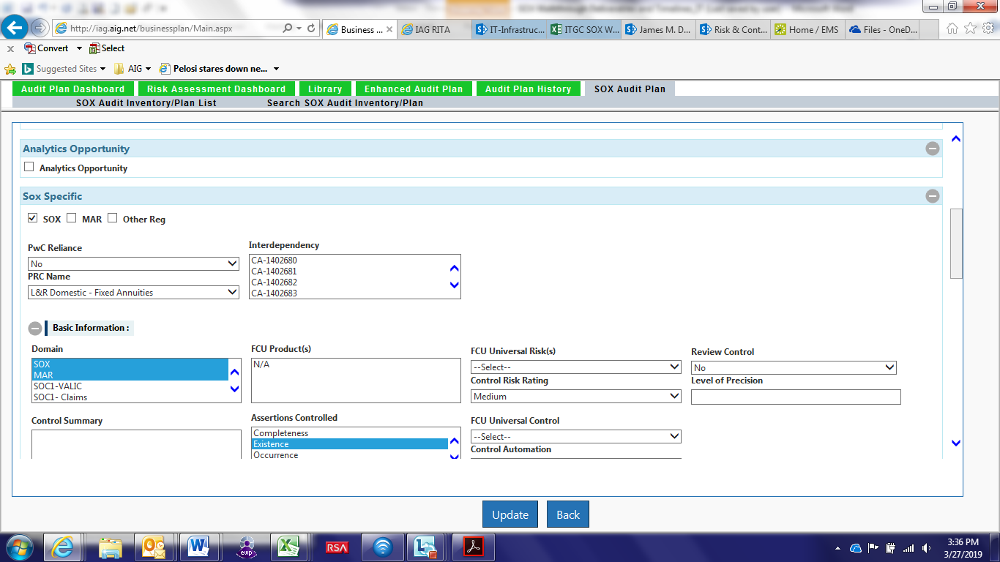 http://iag.aig.net/businessplan/Main.aspx
Business ...
IAG RITA
IT-Infrastruc...
ITGC SOX W...
James M. D...
Risk & Cont...
Home / EMS
Files - OneD...
x Convert Select
Suggested Sites AIG Pelosi stares down ne...
Audit Plan Dashboard Risk Assessment Dashboard Library Enhanced Audit Plan Audit Plan History SOX Audit Plan
SOX Audit Inventory/Plan List Search SOX Audit Inventory/Plan
Analytics Opportunity
Analytics Opportunity
Sox Specific
SOX MAR Other Reg
PwC Reliance
No
PRC Name
L&R Domestic - Fixed Annuities
Interdependency
CA-1402680
CA-1402681
CA-1402682
CA-1402683
Basic Information :
Domain
SOX
MAR
SOC1-VALIC
SOC1- Claims
FCU Product(s)
N/A
FCU Universal Risk(s)
--Select--
Control Risk Rating
Medium
Review Control
No
Level of Precision
Control Summary
Assertions Controlled
Completeness
Existence
Occurrence
FCU Universal Control
--Select--
Control Automation
Update Back
ewp
RSA
3:36 PM
3/27/2019